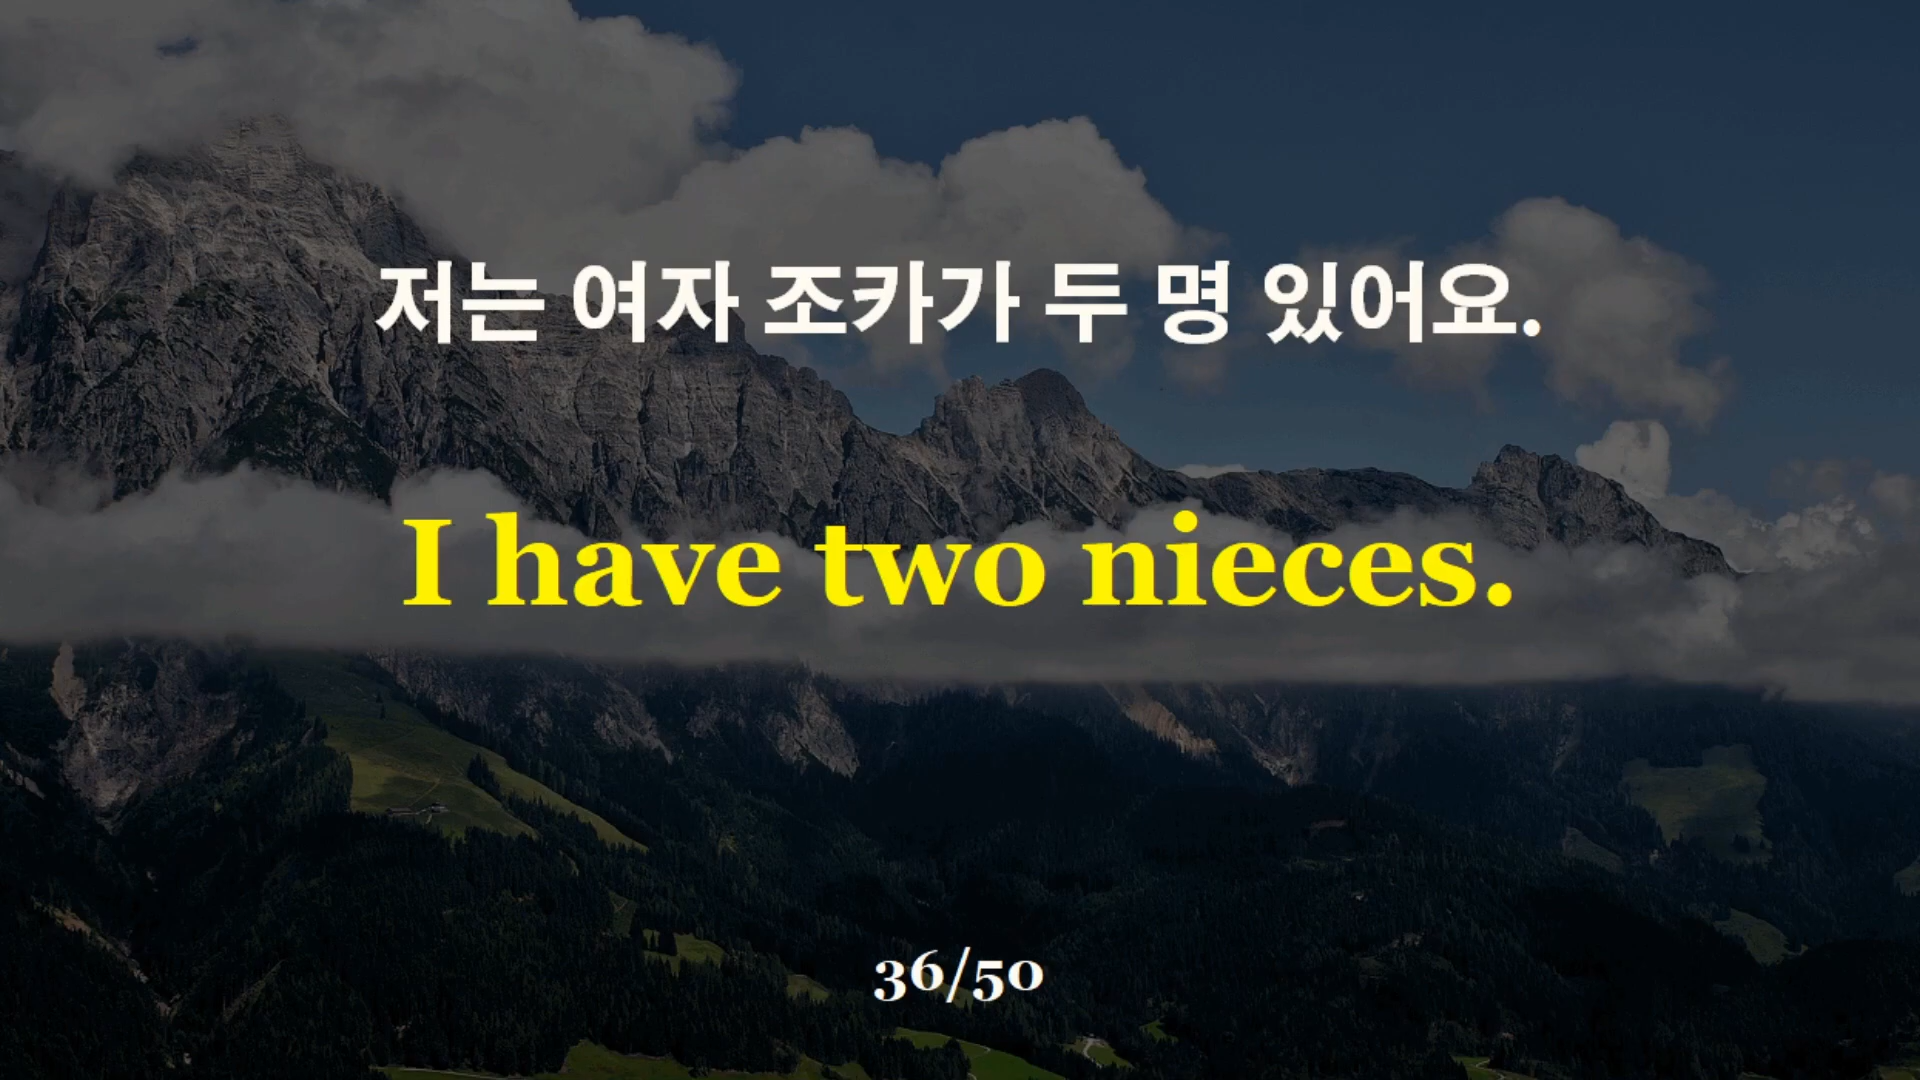 저는 여자 조카가 두 명 있어요.
I have two nieces.
36/50